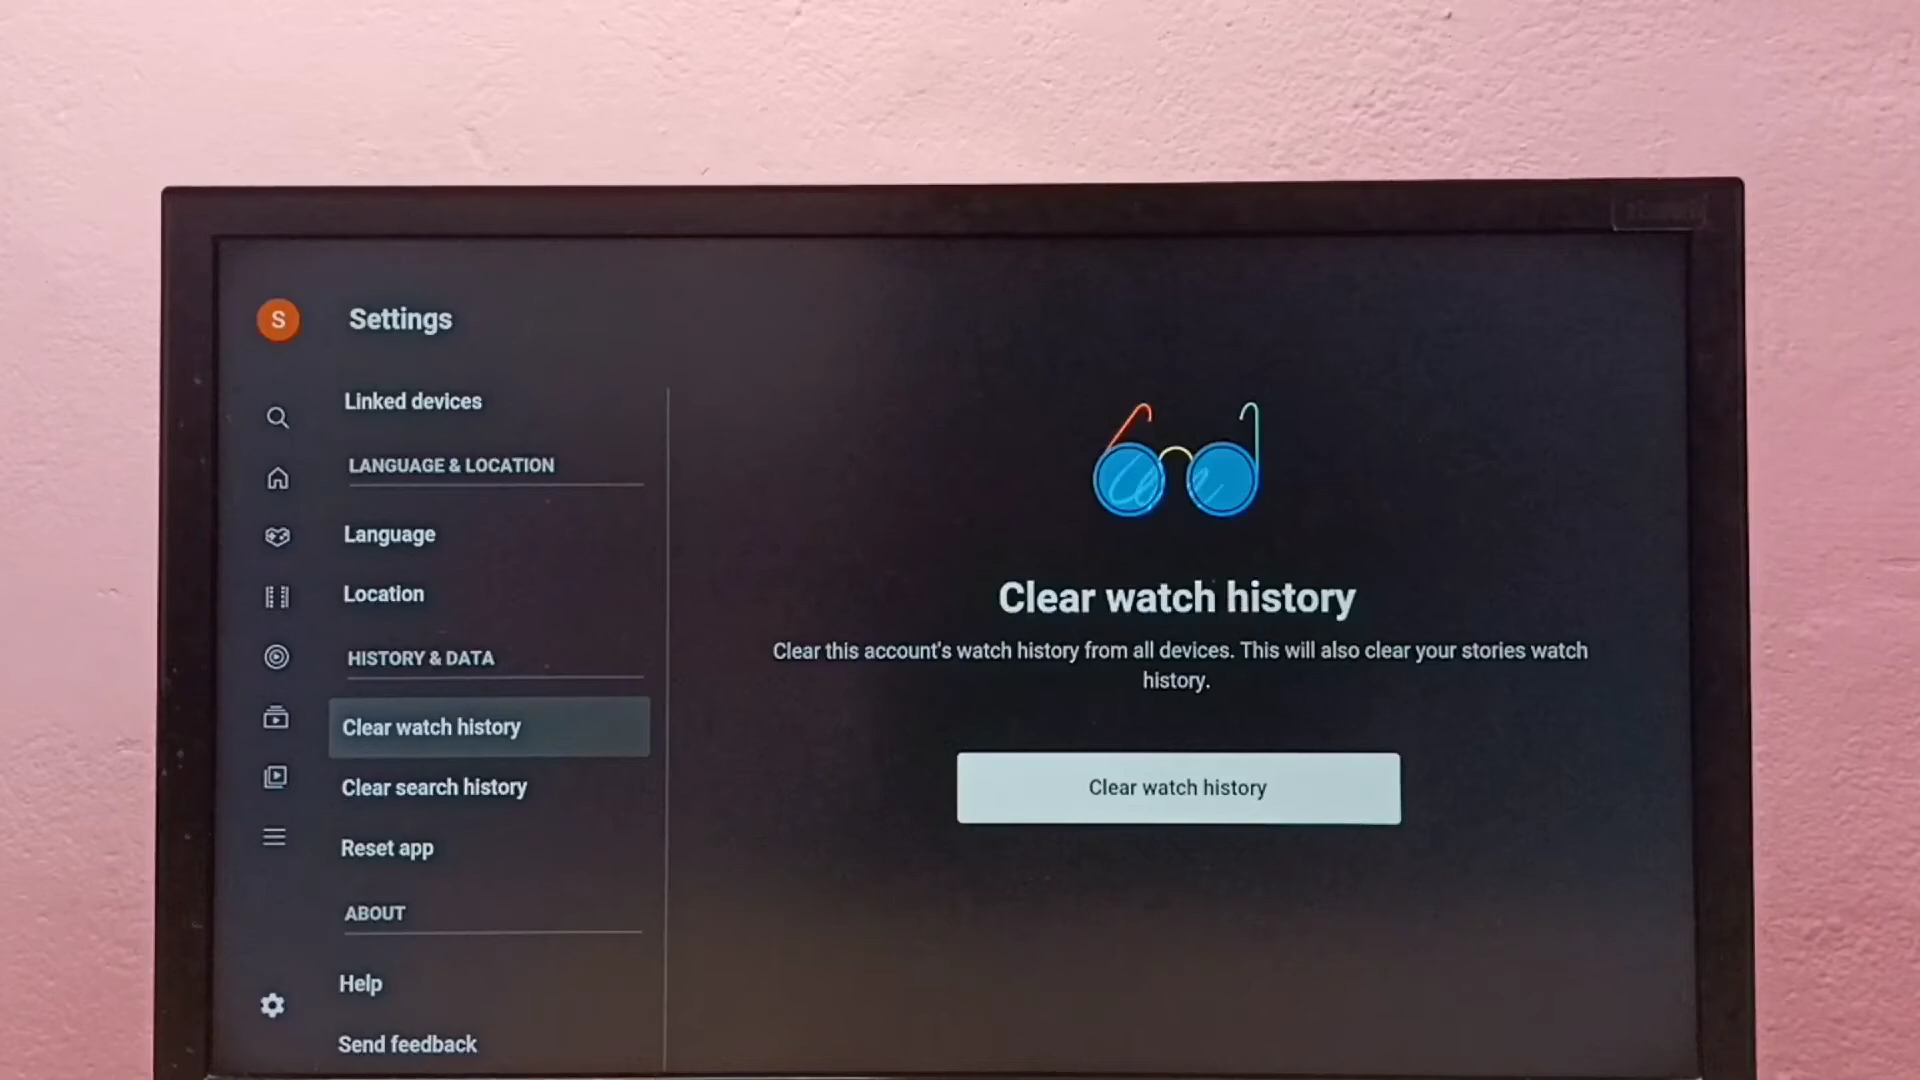 S
Settings
Linked devices
LANGUAGE & LOCATION
Language
Location
HISTORY & DATA
Clear watch history
Clear search history
Reset app
ABOUT
Help
Send feedback
Clear watch history
Clear this account's watch history from all devices. This will also clear your stories watch
history.
Clear watch history